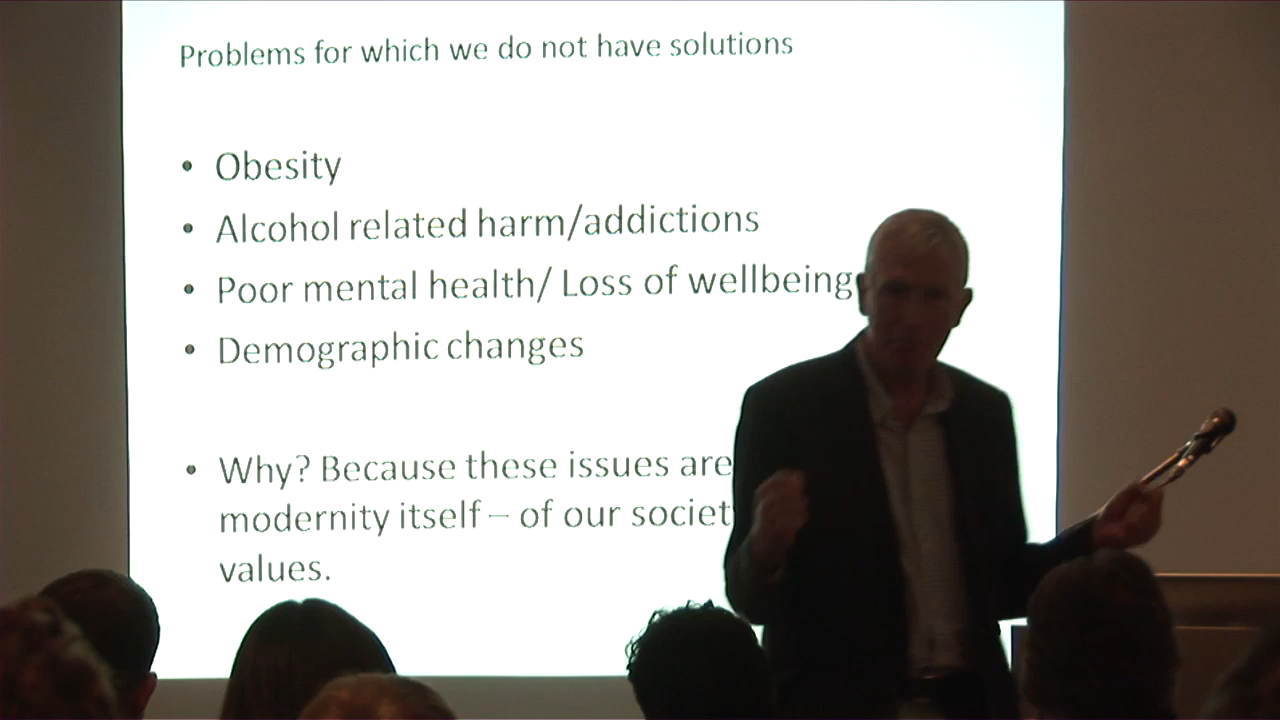 Problems for which we do not have solutions
• Obesity
• Alcohol related harm/addictions
• Poor mental health/ Loss of wellbeing
• Demographic changes
• Why? Because these issues are
modernity itself – of our societ
values.